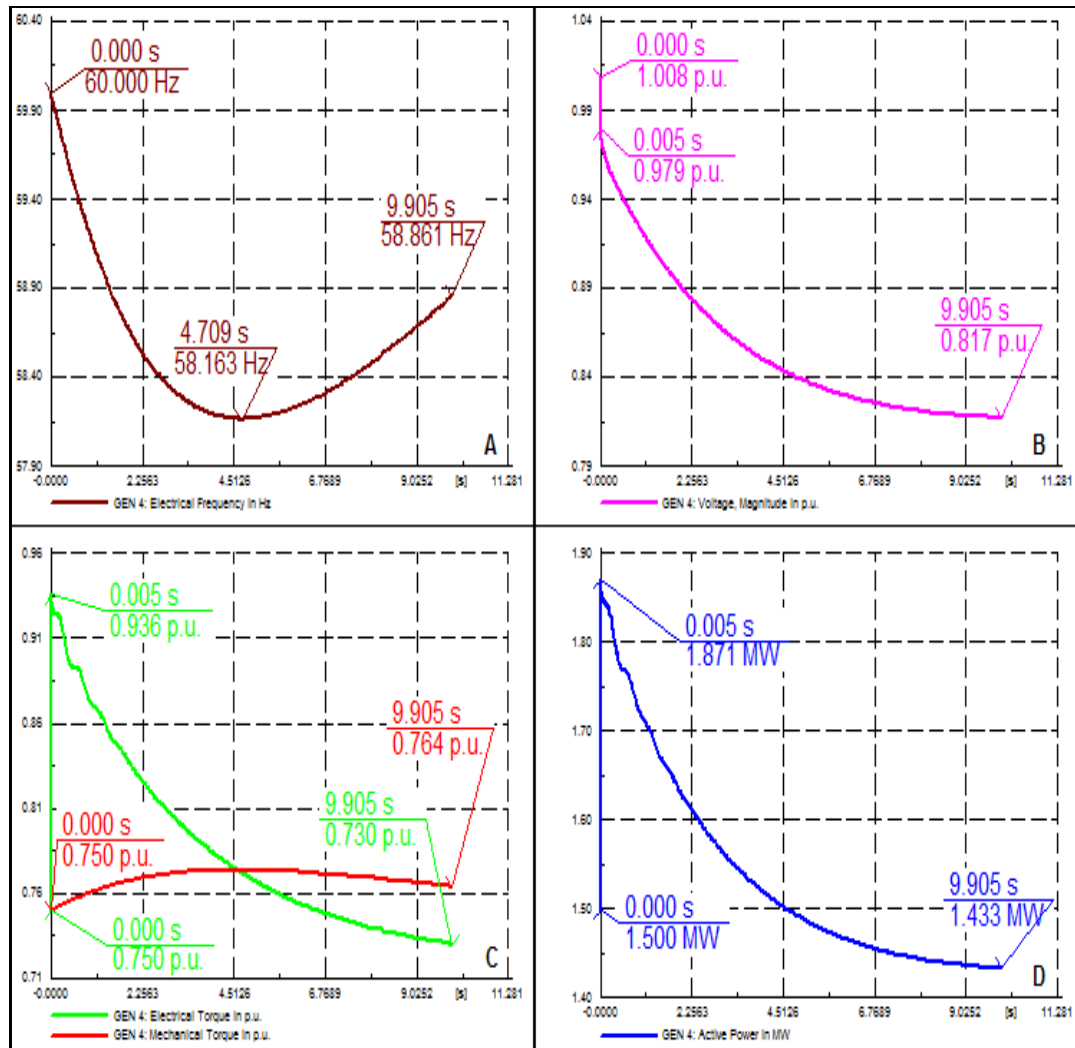 60.40
59.90
59.40
58.90
58.40
57.90
0.000 s
60.000 Hz
9.905 s
58.861 Hz
4.709 s
58.163 Hz
A
-0.0000 2.2563 4.5126 6.7689 9.0252 [s] 11.281
GEN 4: Electrical Frequency in Hz
1.04
0.99
0.94
0.89
0.84
0.79
0.000 s
1.008 p.u.
0.005 s
0.979 p.u.
9.905 s
0.817 p.u.
B
-0.0000 2.2563 4.5126 6.7689 9.0252 [s] 11.281
GEN 4: Voltage, Magnitude in p.u.
0.96
0.91
0.86
0.81
0.76
0.71
0.005 s
0.936 p.u.
9.905 s
0.764 p.u.
9.905 s
0.730 p.u.
0.000 s
0.750 p.u.
0.000 s
0.750 p.u.
C
-0.0000 2.2563 4.5126 6.7689 9.0252 [s] 11.281
GEN 4: Electrical Torque in p.u.
GEN 4: Mechanical Torque in p.u.
1.90
1.80
1.70
1.60
1.50
1.40
0.005 s
1.871 MW
0.000 s
1.500 MW
9.905 s
1.433 MW
D
-0.0000 2.2563 4.5126 6.7689 9.0252 [s] 11.281
GEN 4: Active Power in MW